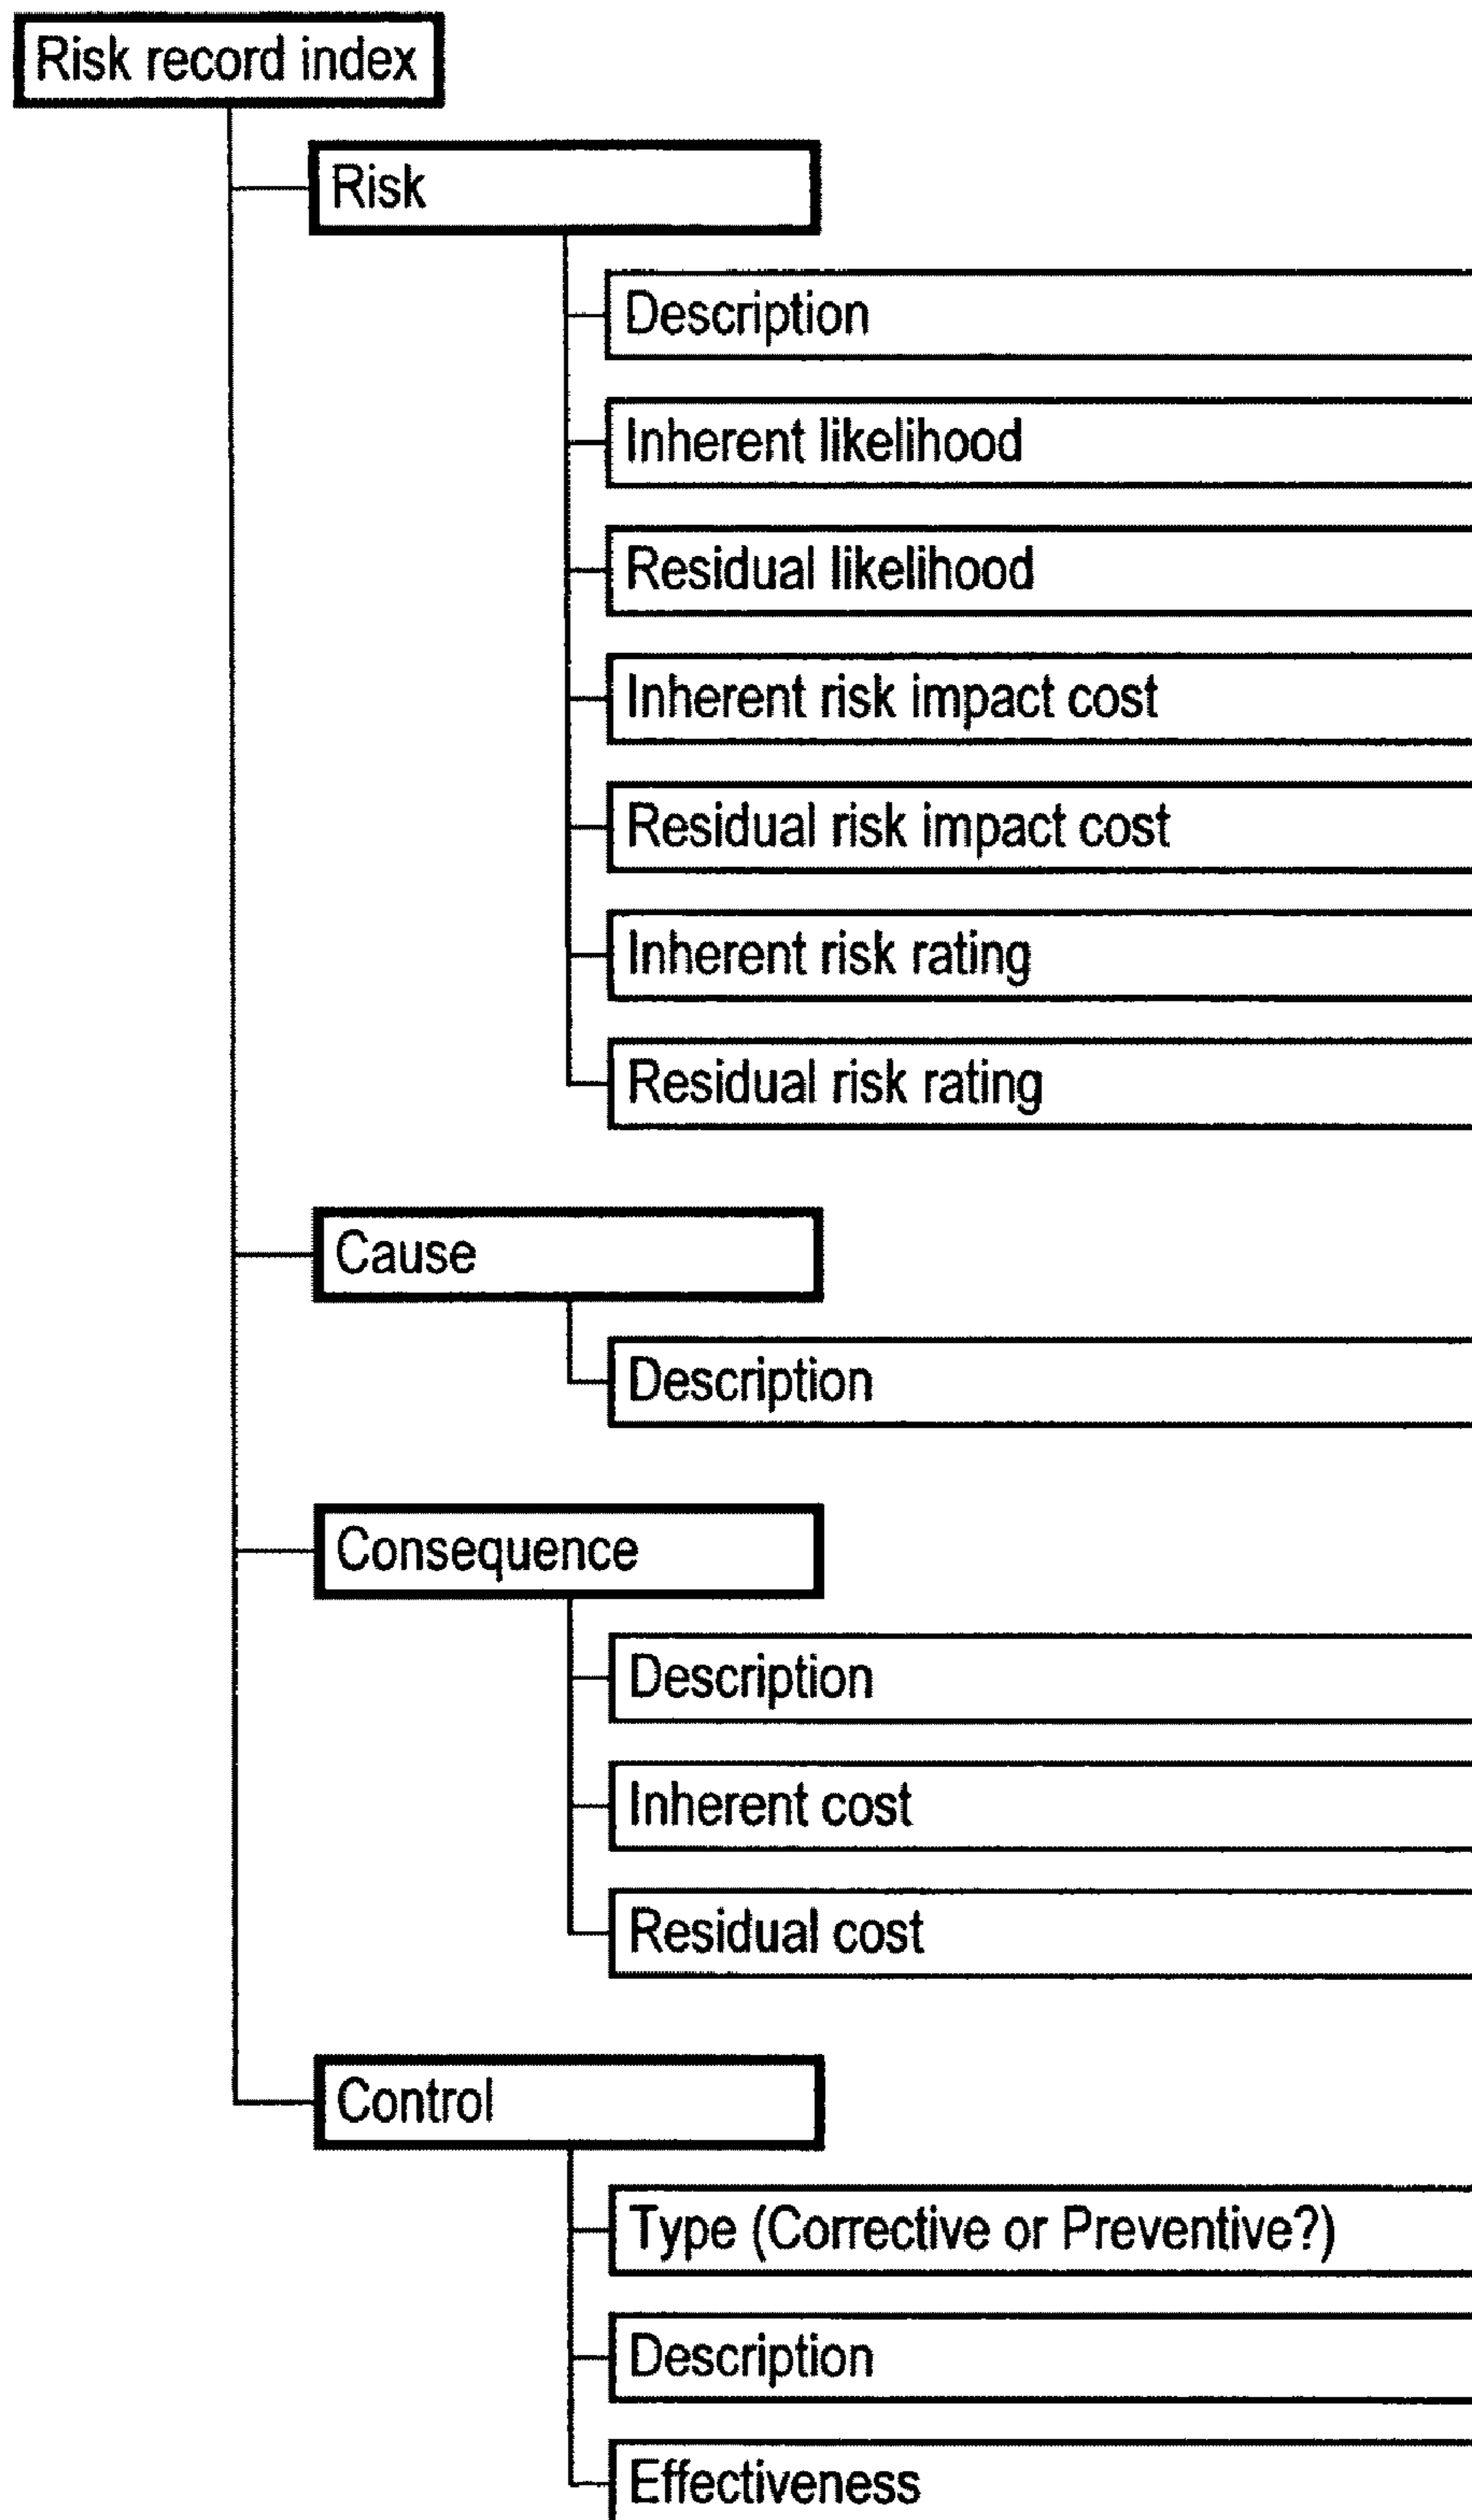 Risk record index
Risk
Description
Inherent likelihood
Residual likelihood
Inherent risk impact cost
Residual risk impact cost
Inherent risk rating
Residual risk rating
Cause
Description
Consequence
Description
Inherent cost
Residual cost
Control
Type (Corrective or Preventive?)
Description
Effectiveness